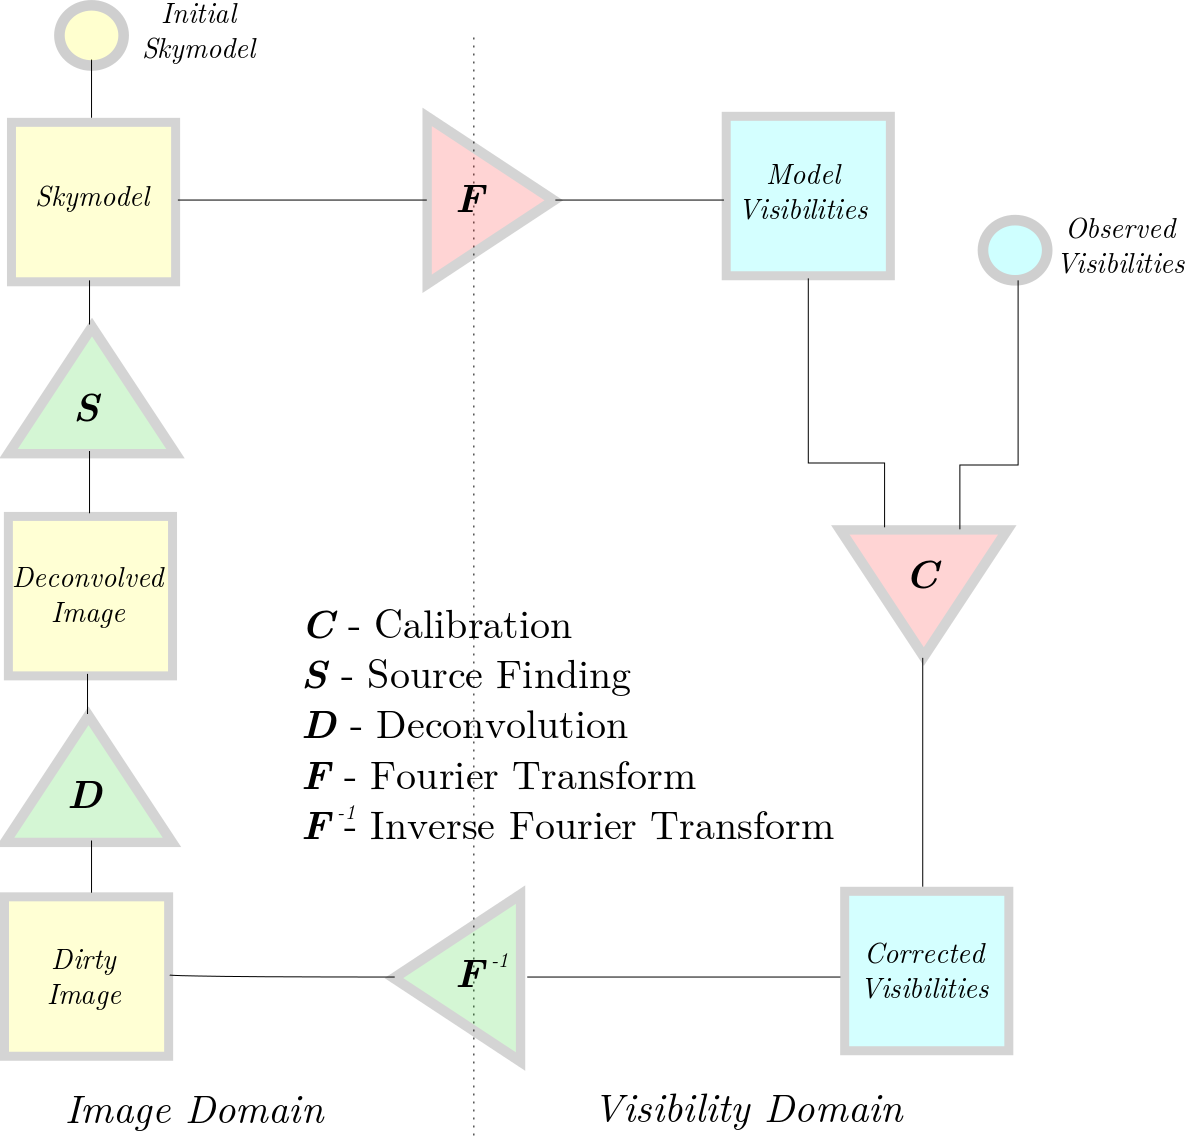 Initial
Skymodel
Skymodel
F
Model
Visibilities
Observed
Visibilities
S
C
Deconvolved
Image
C - Calibration
S - Source Finding
D - Deconvolution
F - Fourier Transform
F⁻¹ - Inverse Fourier Transform
D
Dirty
Image
F⁻¹
Corrected
Visibilities
Image Domain
Visibility Domain